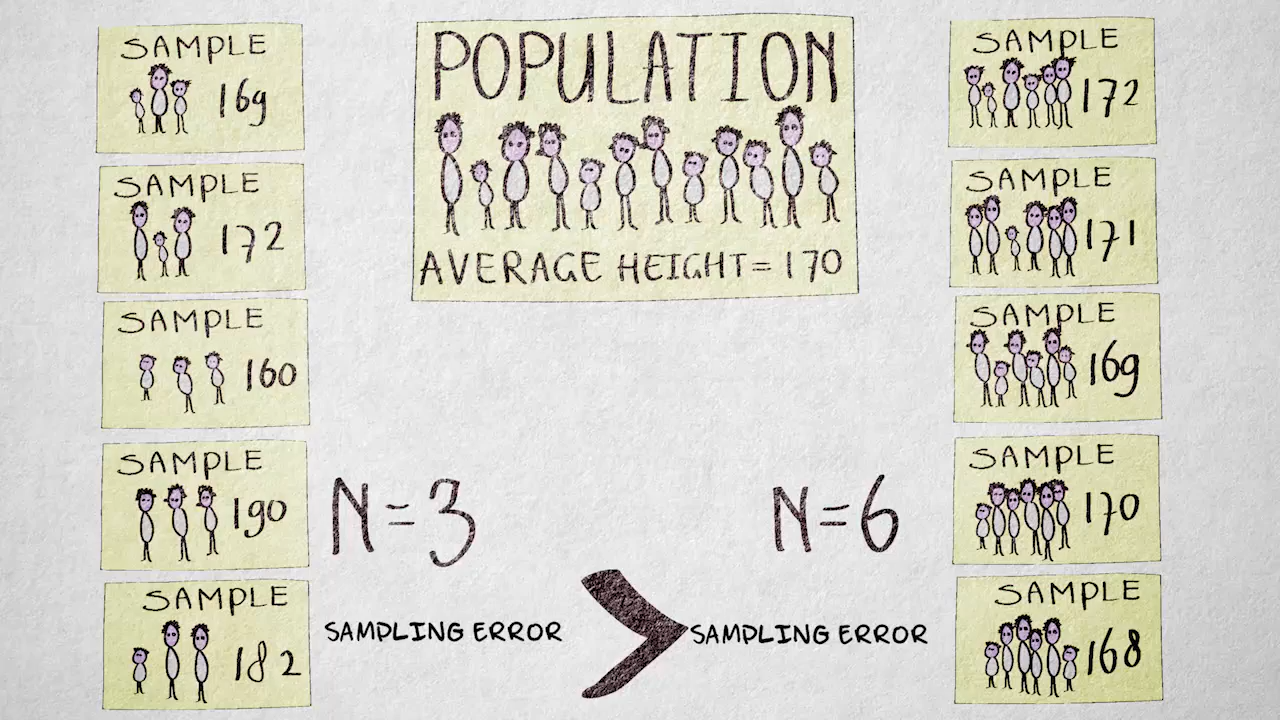 SAMPLE
169
SAMPLE
172
SAMPLE
160
SAMPLE
190
SAMPLE
182
POPULATION
AVERAGE HEIGHT = 170
N=3
N=6
SAMPLING ERROR > SAMPLING ERROR
SAMPLE
172
SAMPLE
171
SAMPLE
169
SAMPLE
170
SAMPLE
168